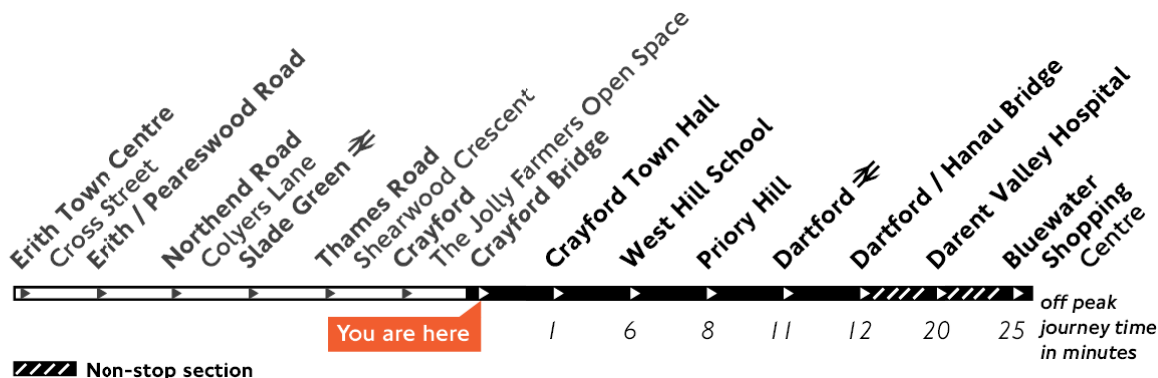 Erith Town Centre
Cross Street
Erith / Peareswood Road
Northend Road
Colyers Lane
Slade Green
Thames Road
Shearwood Crescent
Crayford
The Jolly Farmers Open Space
Crayford Bridge
Crayford Town Hall
West Hill School
Priory Hill
Dartford
Dartford / Hanau Bridge
Darent Valley Hospital
Bluewater
Shopping
Centre
You are here
1 6 8 11 12 20 25
off peak
journey time
in minutes
Non-stop section